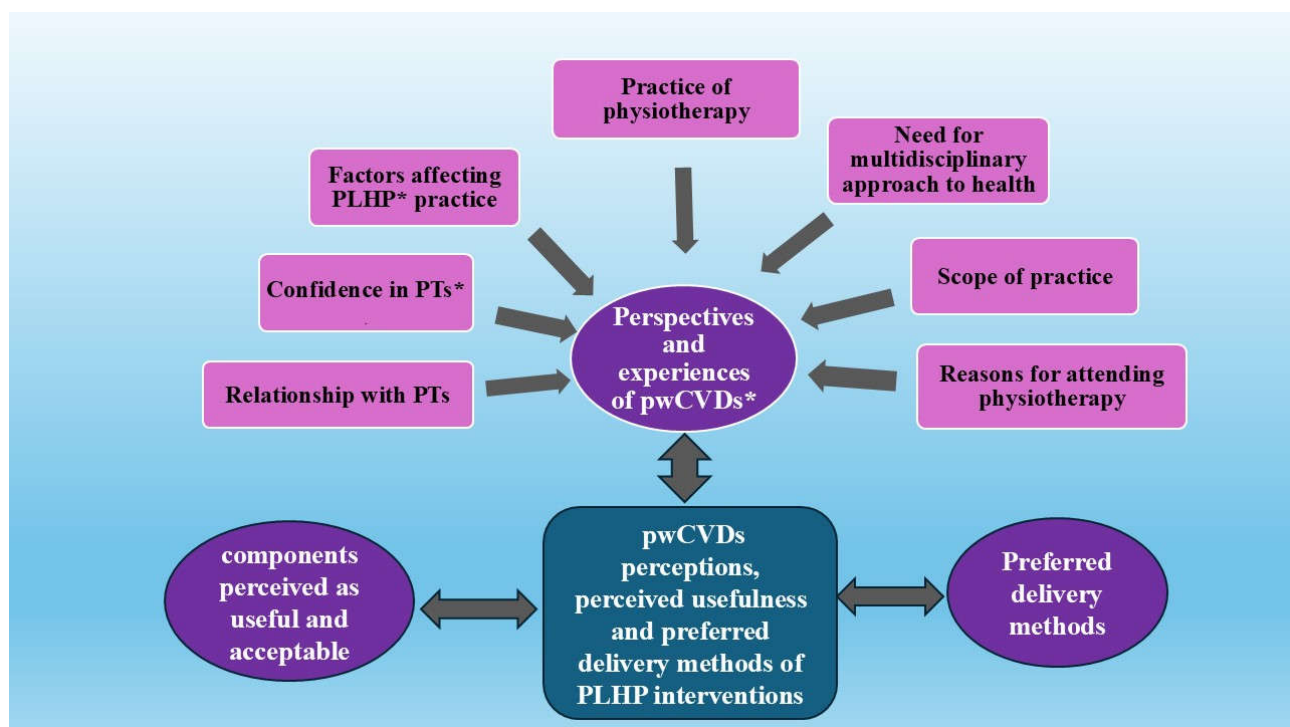 Practice of
physiotherapy
Need for
multidisciplinary
approach to health
Factors affecting
PLHP* practice
Confidence in PTs*
.
Scope of practice
Relationship with PTs
Reasons for attending
physiotherapy
Perspectives
and
experiences
of pwCVDs*
components
perceived as
useful and
acceptable
pwCVDs
perceptions,
perceived usefulness
and preferred
delivery methods of
PLHP interventions
Preferred
delivery
methods